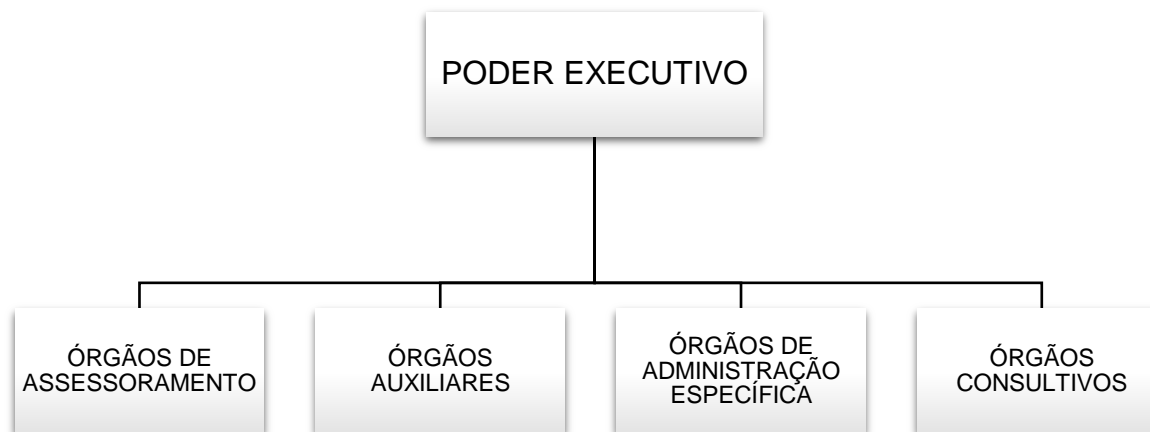 PODER EXECUTIVO
ÓRGÃOS DE
ASSESSORAMENTO
ÓRGÃOS
AUXILIARES
ÓRGÃOS DE
ADMINISTRAÇÃO
ESPECÍFICA
ÓRGÃOS
CONSULTIVOS